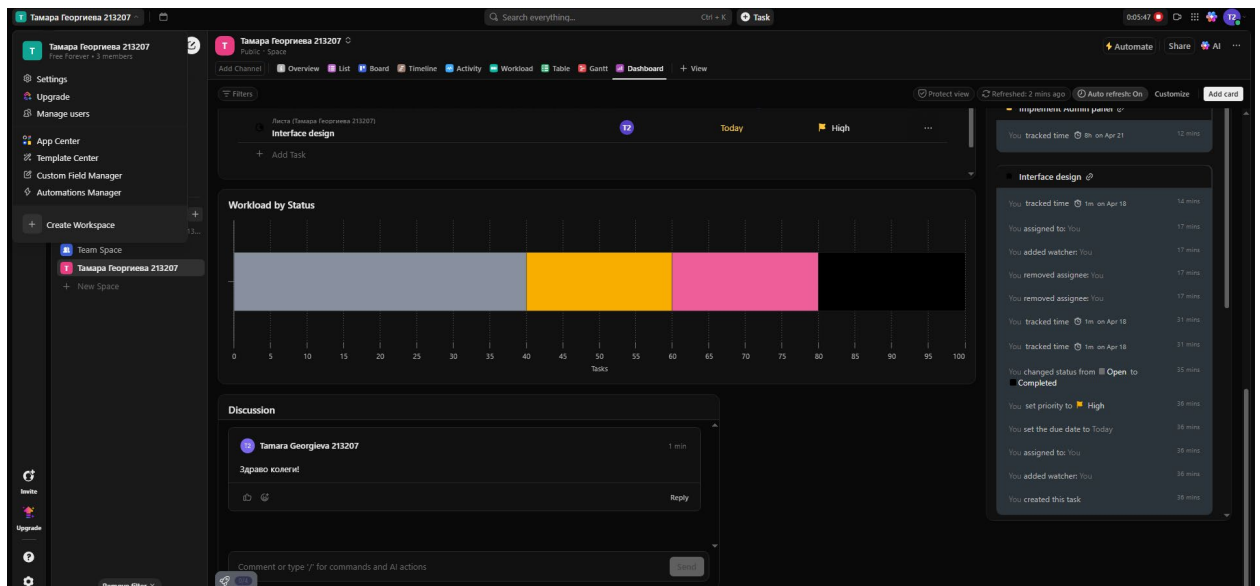 Тамара Георгиева 213207
Search everything...
Ctrl + K
Task
0:05:47
T2
T
Тамара Георгиева 213207
Free Forever • 3 members
Settings
Upgrade
Manage users
App Center
Template Center
Custom Field Manager
Automations Manager
Create Workspace
Team Space
T
Тамара Георгиева 213207
New Space
Invite
Upgrade
T
Тамара Георгиева 213207
Public • Space
Automate
Share
AI
Add Channel
Overview
List
Board
Timeline
Activity
Workload
Table
Gantt
Dashboard
+ View
Filters
Protect view
Refreshed: 2 mins ago
Auto refresh: On
Customize
Add card
Листа (Тамара Георгиева 213207)
Interface design
T2
Today
High
+ Add Task
Workload by Status
0 5 10 15 20 25 30 35 40 45 50 55 60 65 70 75 80 85 90 95 100
Tasks
Discussion
Tamara Georgieva 213207
1 min
Здраво колеги!
Reply
Comment or type '/' for commands and AI actions
Send
Implement Admin panel
You tracked time 8h on Apr 21 12 mins
Interface design
You tracked time 1m on Apr 18 14 mins
You assigned to: You 17 mins
You added watcher: You 17 mins
You removed assignee: You 17 mins
You removed assignee: You 17 mins
You tracked time 1m on Apr 18 31 mins
You tracked time 1m on Apr 18 31 mins
You changed status from Open to 35 mins
Completed
You set priority to High 38 mins
You set the due date to Today 38 mins
You assigned to: You 38 mins
You added watcher: You 38 mins
You created this task 38 mins